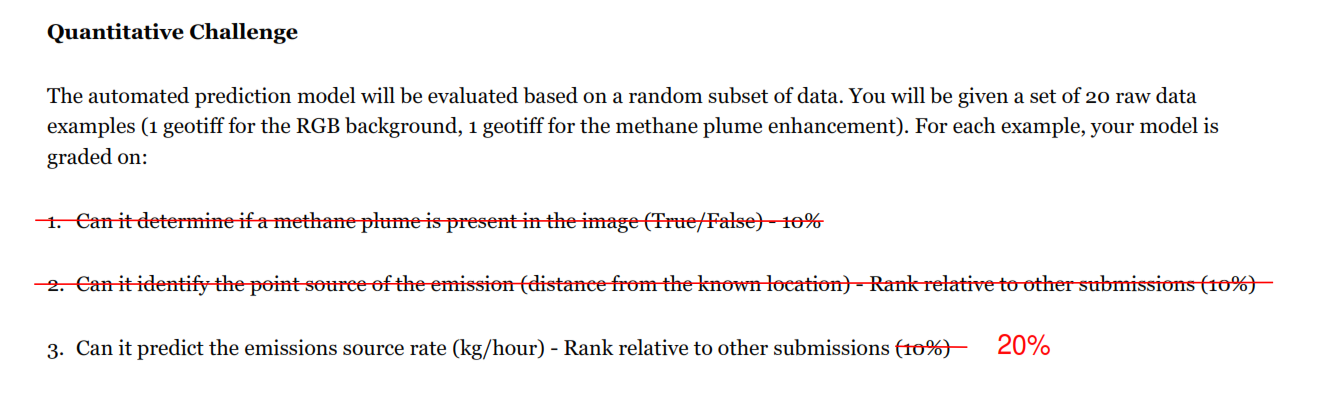 Quantitative Challenge
The automated prediction model will be evaluated based on a random subset of data. You will be given a set of 20 raw data
examples (1 geotiff for the RGB background, 1 geotiff for the methane plume enhancement). For each example, your model is
graded on:
1. Can it determine if a methane plume is present in the image (True/False) - 10%
2. Can it identify the point source of the emission (distance from the known location) - Rank relative to other submissions (10%)
3. Can it predict the emissions source rate (kg/hour) - Rank relative to other submissions (10%) 20%